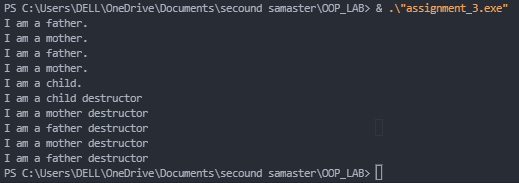 PS C:\Users\DELL\OneDrive\Documents\secound samaster\OOP_LAB> & .\"assignment_3.exe"
I am a father.
I am a mother.
I am a father.
I am a mother.
I am a child.
I am a child destructor
I am a mother destructor
I am a father destructor
I am a mother destructor
I am a father destructor
PS C:\Users\DELL\OneDrive\Documents\secound samaster\OOP_LAB>